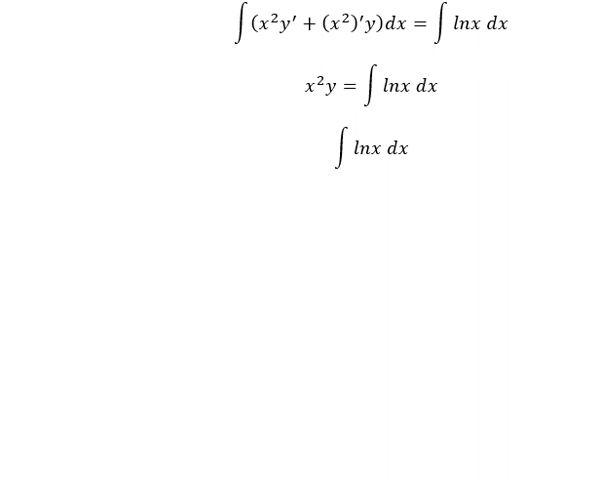 ∫(x²y′ + (x²)′y)dx = ∫ lnx dx
x²y = ∫ lnx dx
∫ lnx dx